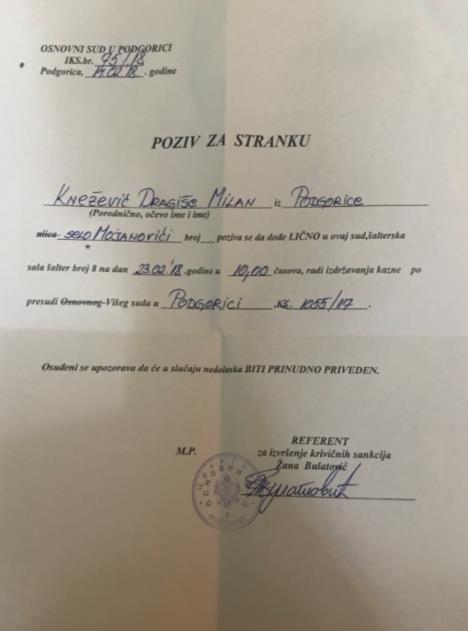 OSNOVNI SUD U PODGORICI
IKS.br. 95/18
Podgorica, 14.02.18. godine
POZIV ZA STRANKU
KNEŽEVIĆ DRAGIŠE MILAN iz PODGORICE
(Porodnično, očevo ime i ime)
ulica SELO MOJANOVIĆI broj poziva se da dođe LIČNO u ovaj sud,šalterska
sala šalter broj 8 na dan 23.02.'18.godine u 10,00 časova, radi izdržavanja kazne po
presudi Osmovnog-Višeg suda u PODGORICI Kž. 1055/17.
Osuđeni se upozorava da će u slučaju nedolaska BITI PRINUDNO PRIVEDEN.
M.P.
REFERENT
za izvršenje krivičnih sankcija
Žana Bulatović